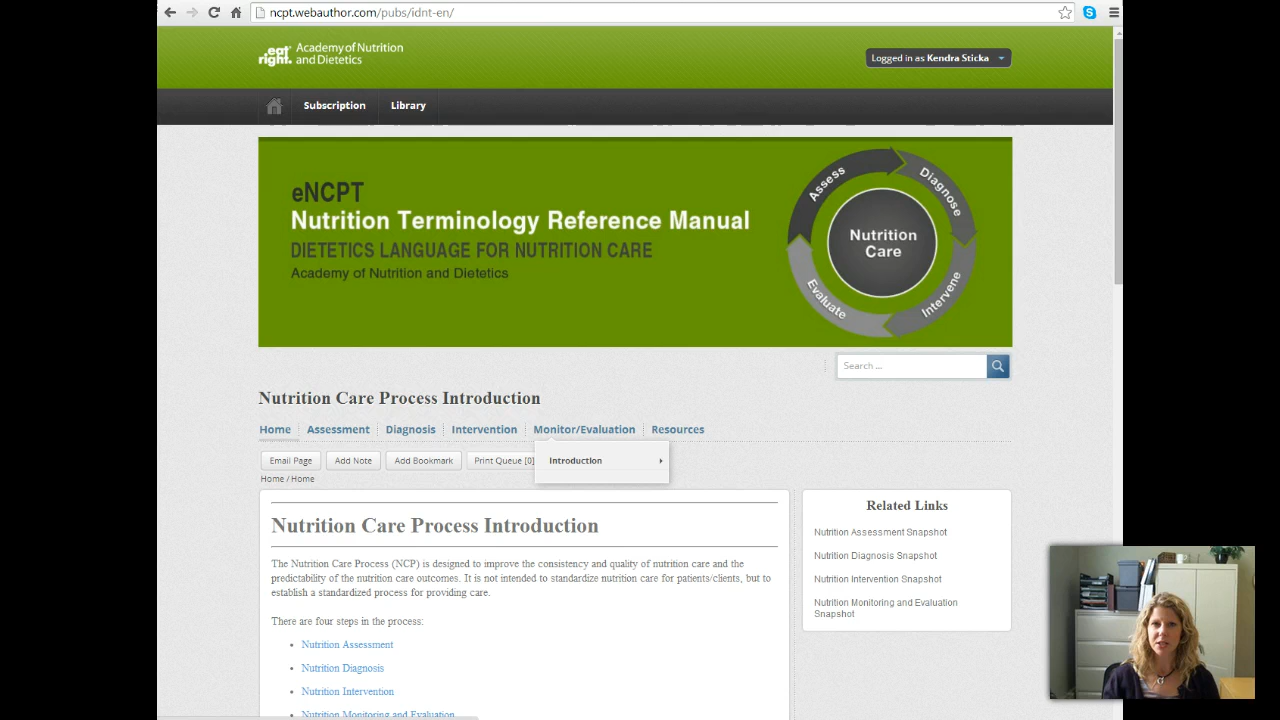 ncpt.webauthor.com/pubs/idnt-en/
eat right. Academy of Nutrition and Dietetics
Logged in as Kendra Sticka
Subscription Library
eNCPT
Nutrition Terminology Reference Manual
DIETETICS LANGUAGE FOR NUTRITION CARE
Academy of Nutrition and Dietetics
Assess
Diagnose
Intervene
Evaluate
Nutrition
Care
Search ...
Nutrition Care Process Introduction
Home Assessment Diagnosis Intervention Monitor/Evaluation Resources
Introduction
Email Page Add Note Add Bookmark Print Queue [0]
Home / Home
Nutrition Care Process Introduction
The Nutrition Care Process (NCP) is designed to improve the consistency and quality of nutrition care and the
predictability of the nutrition care outcomes. It is not intended to standardize nutrition care for patients/clients, but to
establish a standardized process for providing care.
There are four steps in the process:
• Nutrition Assessment
• Nutrition Diagnosis
• Nutrition Intervention
Nutrition Monitoring and Evaluation
Related Links
Nutrition Assessment Snapshot
Nutrition Diagnosis Snapshot
Nutrition Intervention Snapshot
Nutrition Monitoring and Evaluation
Snapshot